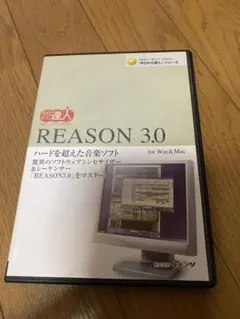 達人
REASON 3.0
ハードを超えた音楽ソフト
for Win & Mac
驚異のソフトウェアシンセサイザー
&シーケンサー
「REASON3.0」をマスター